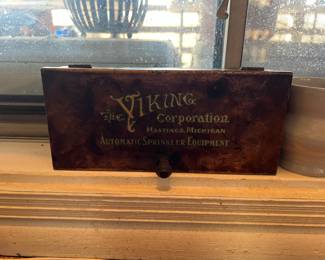 The Viking
Corporation
Hastings, Michigan
Automatic Sprinkler Equipment